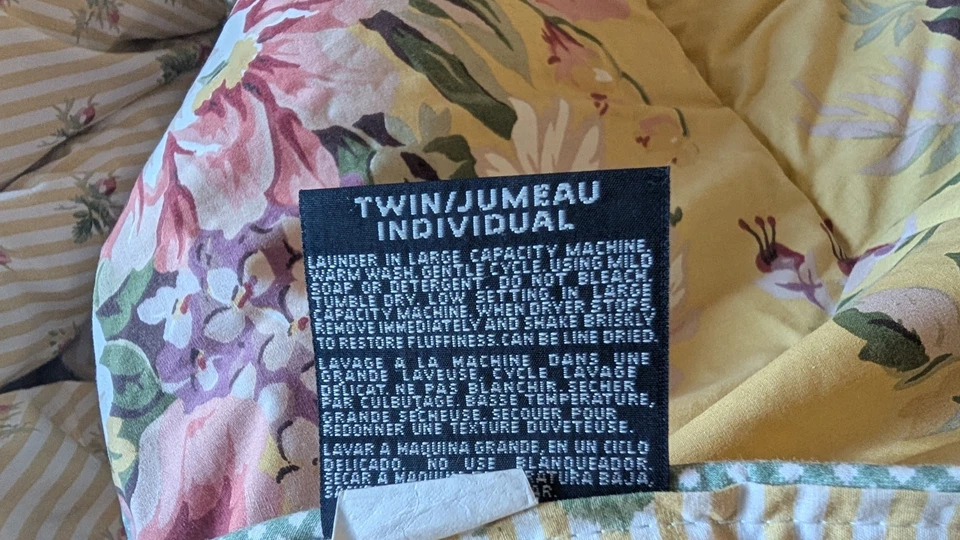 TWIN/JUMEAU
INDIVIDUAL
LAUNDER IN LARGE CAPACITY MACHINE,
WARM WASH, GENTLE CYCLE, USING MILD
SOAP OR DETERGENT. DO NOT BLEACH.
TUMBLE DRY, LOW SETTING, IN LARGE
CAPACITY MACHINE. WHEN DRYER STOPS,
REMOVE IMMEDIATELY AND SHAKE BRISKLY
TO RESTORE FLUFFINESS. CAN BE LINE DRIED.
LAVAGE A LA MACHINE DANS UNE
GRANDE LAVEUSE, CYCLE, LAVAGE
DÉLICAT. NE PAS BLANCHIR. SECHER
PAR CULBUTAGE BASSE TEMPERATURE,
GRANDE SÉCHEUSE. SECOUER POUR
REDONNER UNE TEXTURE DUVETEUSE.
LAVAR A MAQUINA GRANDE, EN UN CICLO
DELICADO. NO USE BLANQUEADOR.
SECAR A BAJA,